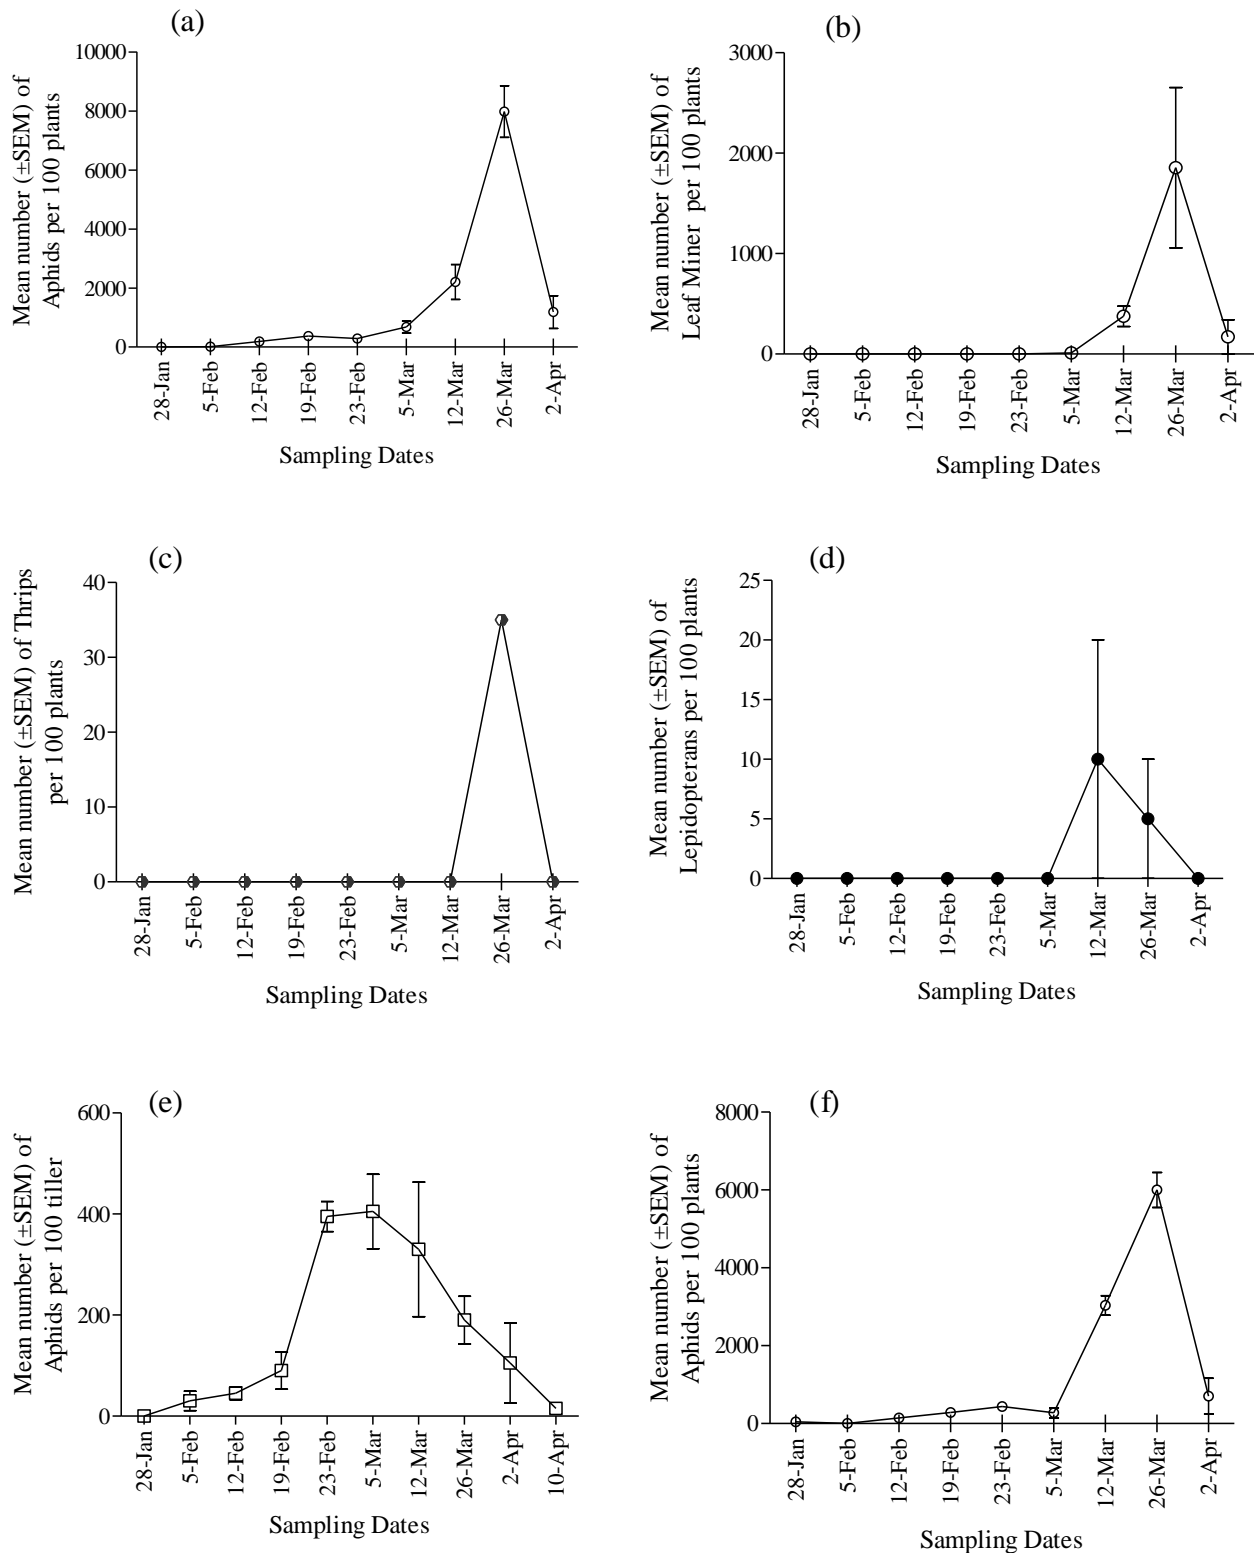 (a)
Mean number (±SEM) of
Aphids per 100 plants
10000
8000
6000
4000
2000
0
28-Jan
5-Feb
12-Feb
19-Feb
23-Feb
5-Mar
12-Mar
26-Mar
2-Apr
Sampling Dates
(b)
Mean number (±SEM) of
Leaf Miner per 100 plants
3000
2000
1000
0
28-Jan
5-Feb
12-Feb
19-Feb
23-Feb
5-Mar
12-Mar
26-Mar
2-Apr
Sampling Dates
(c)
Mean number (±SEM) of Thrips
per 100 plants
40
30
20
10
0
28-Jan
5-Feb
12-Feb
19-Feb
23-Feb
5-Mar
12-Mar
26-Mar
2-Apr
Sampling Dates
(d)
Mean number (±SEM) of
Lepidopterans per 100 plants
25
20
15
10
5
0
28-Jan
5-Feb
12-Feb
19-Feb
23-Feb
5-Mar
12-Mar
26-Mar
2-Apr
Sampling Dates
(e)
Mean number (±SEM) of
Aphids per 100 tiller
600
400
200
0
28-Jan
5-Feb
12-Feb
19-Feb
23-Feb
5-Mar
12-Mar
26-Mar
2-Apr
10-Apr
Sampling Dates
(f)
Mean number (±SEM) of
Aphids per 100 plants
8000
6000
4000
2000
0
28-Jan
5-Feb
12-Feb
19-Feb
23-Feb
5-Mar
12-Mar
26-Mar
2-Apr
Sampling Dates